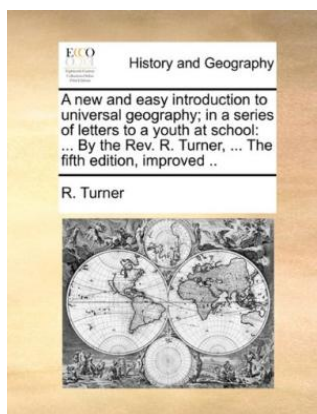 ECCO
History and Geography
A new and easy introduction to
universal geography; in a series
of letters to a youth at school:
... By the Rev. R. Turner, ... The
fifth edition, improved ..
R. Turner